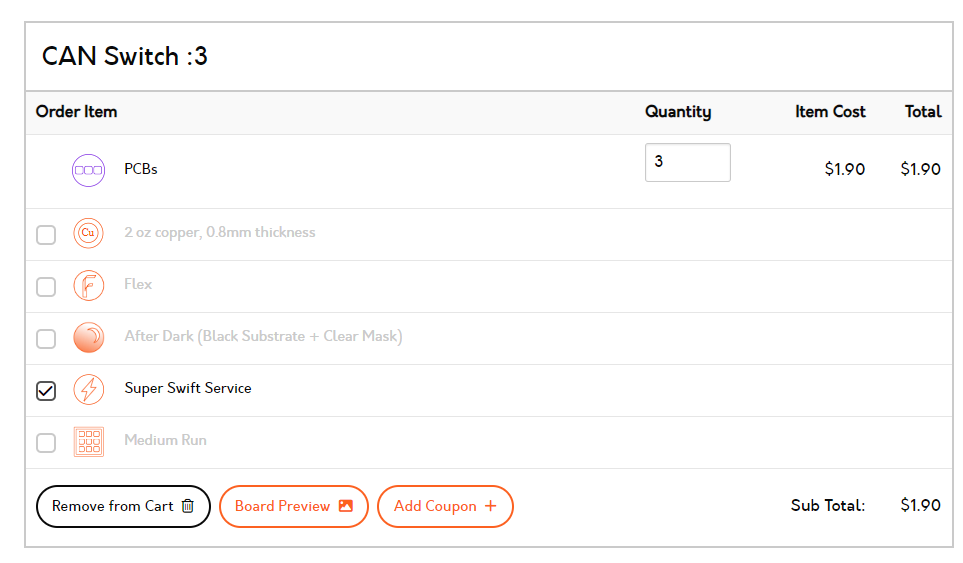 CAN Switch :3
Order Item Quantity Item Cost Total
PCBs 3 $1.90 $1.90
Cu 2 oz copper, 0.8mm thickness
F Flex
After Dark (Black Substrate + Clear Mask)
Super Swift Service
Medium Run
Remove from Cart Board Preview Add Coupon + Sub Total: $1.90